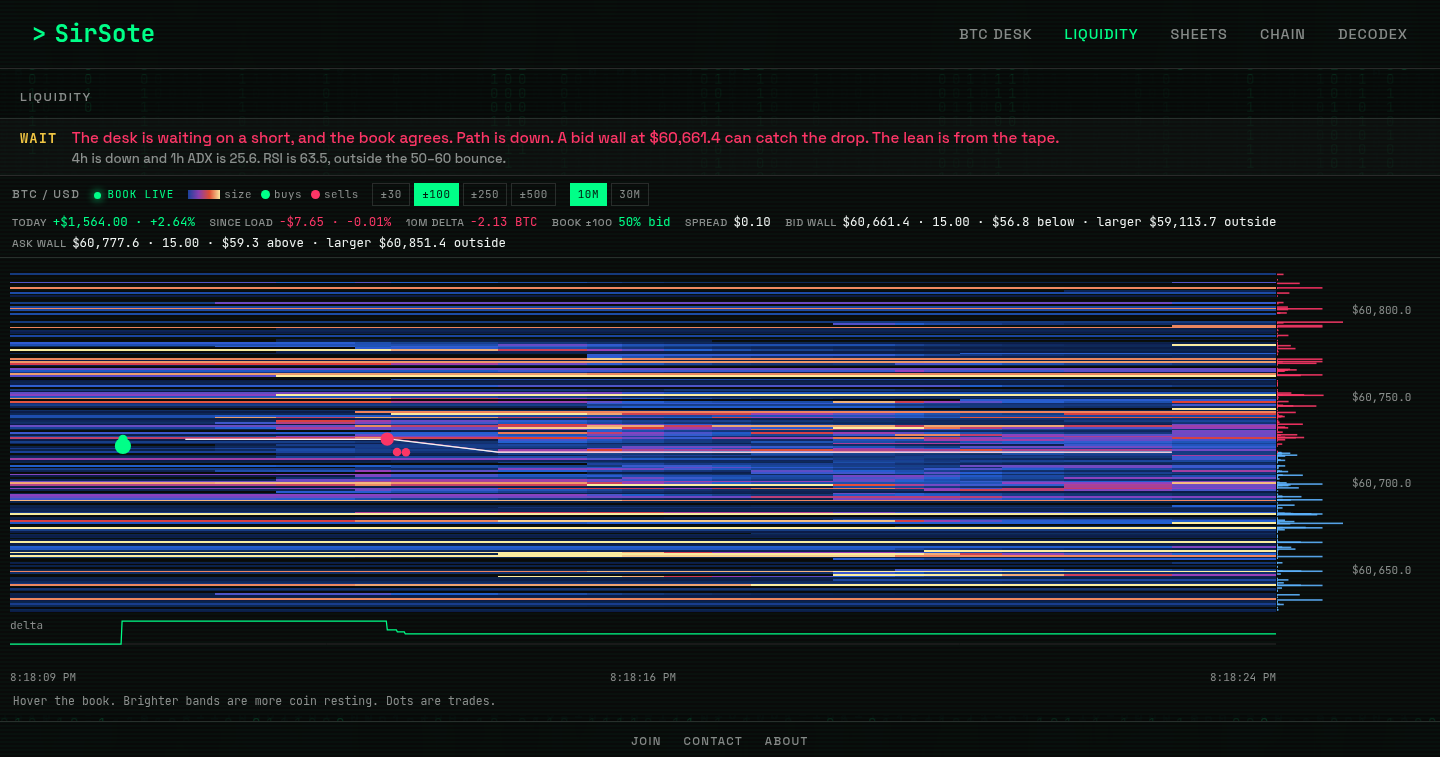 > SirSote
BTC DESK LIQUIDITY SHEETS CHAIN DECODEX
LIQUIDITY
WAIT The desk is waiting on a short, and the book agrees. Path is down. A bid wall at $60,661.4 can catch the drop. The lean is from the tape.
4h is down and 1h ADX is 25.6. RSI is 63.5, outside the 50–60 bounce.
BTC / USD BOOK LIVE size buys sells ±30 ±100 ±250 ±500 10M 30M
TODAY +$1,564.00 · +2.64% SINCE LOAD -$7.65 · -0.01% 10M DELTA -2.13 BTC BOOK ±100 50% bid SPREAD $0.10 BID WALL $60,661.4 · 15.00 · $56.8 below · larger $59,113.7 outside
ASK WALL $60,777.6 · 15.00 · $59.3 above · larger $60,851.4 outside
$60,800.0
$60,750.0
$60,700.0
$60,650.0
delta
8:18:09 PM 8:18:16 PM 8:18:24 PM
Hover the book. Brighter bands are more coin resting. Dots are trades.
JOIN CONTACT ABOUT